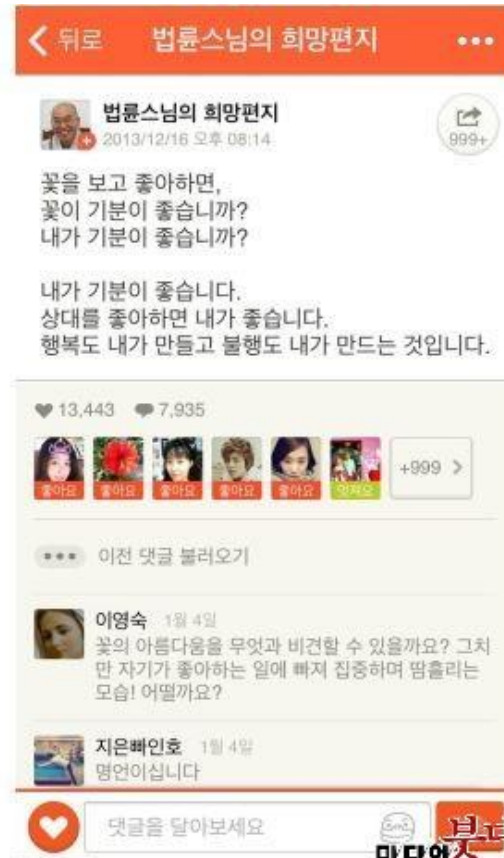 뒤로 법륜스님의 희망편지
법륜스님의 희망편지
2013/12/16 오후 08:14
999+
꽃을 보고 좋아하면,
꽃이 기분이 좋습니까?
내가 기분이 좋습니까?
내가 기분이 좋습니다.
상대를 좋아하면 내가 좋습니다.
행복도 내가 만들고 불행도 내가 만드는 것입니다.
13,443 7,935
좋아요 좋아요 좋아요 좋아요 좋아요 멋져요
+999
이전 댓글 불러오기
이영숙 1월 4일
꽃의 아름다움을 무엇과 비견할 수 있을까요? 그치
만 자기가 좋아하는 일에 빠져 집중하며 땀흘리는
모습! 어떨까요?
지은빠인호 1월 4일
명언이십니다
댓글을 달아보세요